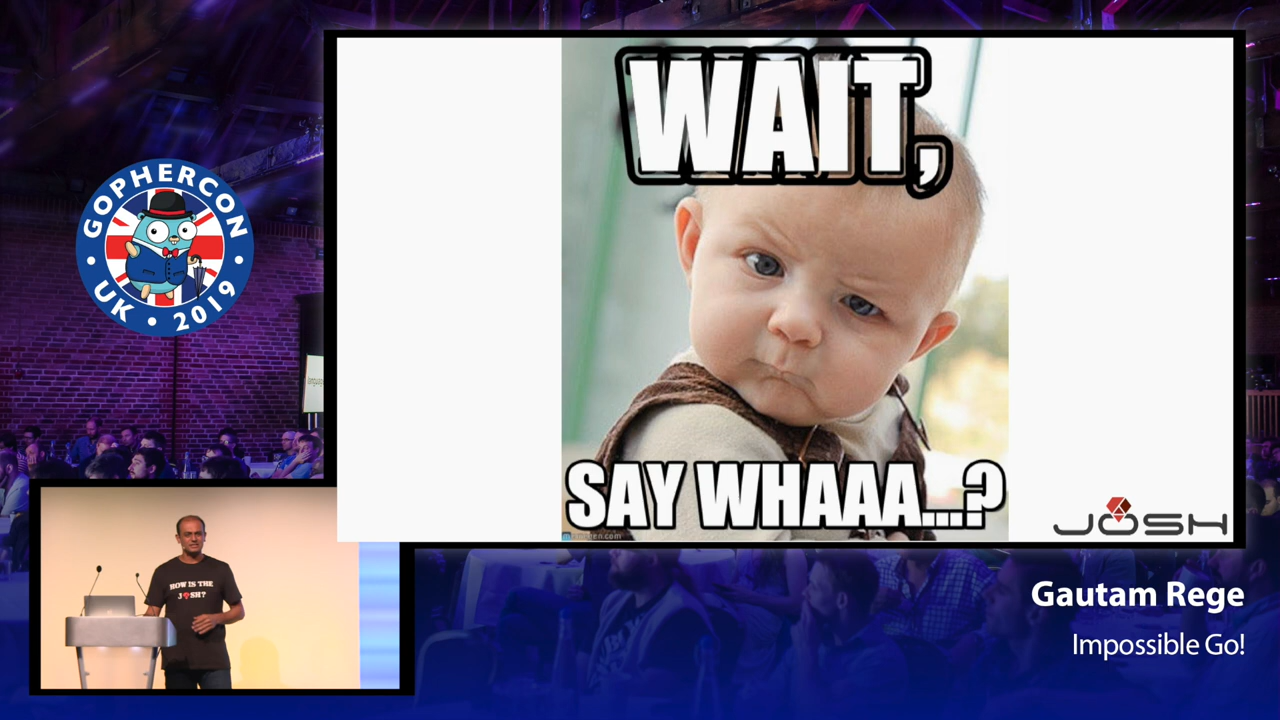 WAIT,
SAY WHAAA...?
JOSH
GOPHERCON
UK • 2019
HOW IS THE
JOSH?
Gautam Rege
Impossible Go!